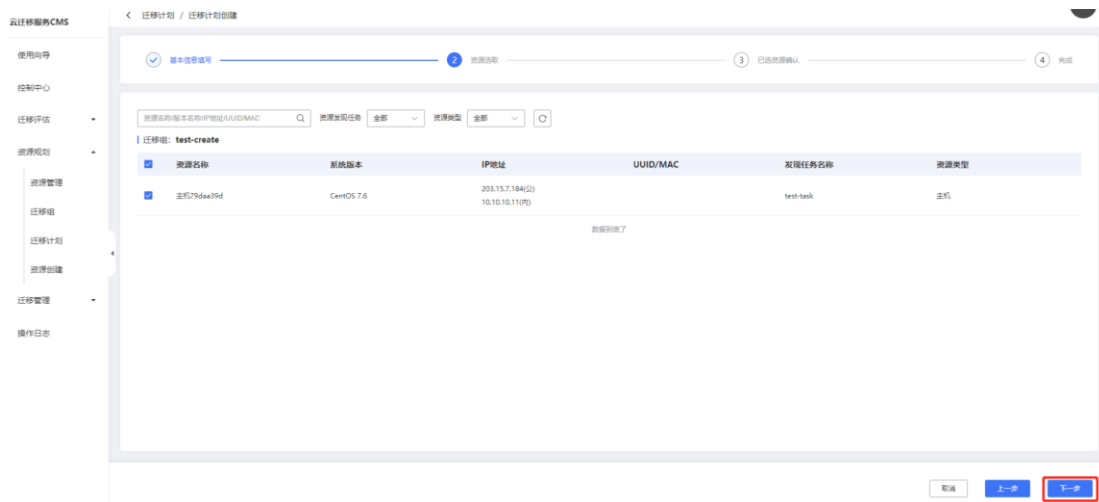 云迁移服务CMS
迁移计划 / 迁移计划创建
使用向导
控制中心
迁移评估
资源规划
资源管理
迁移组
迁移计划
资源创建
迁移管理
操作日志
基本信息填写
2 资源选取
3 已选资源确认
4 完成
资源名称/版本名称/IP地址/UUID/MAC 资源发现任务 全部 资源类型 全部
迁移组: test-create
资源名称 系统版本 IP地址 UUID/MAC 发现任务名称 资源类型
主机79daa39d CentOS 7.6 203.15.7.184(公) test-task 主机
10.10.10.11(内)
数据到底了
取消 上一步 下一步